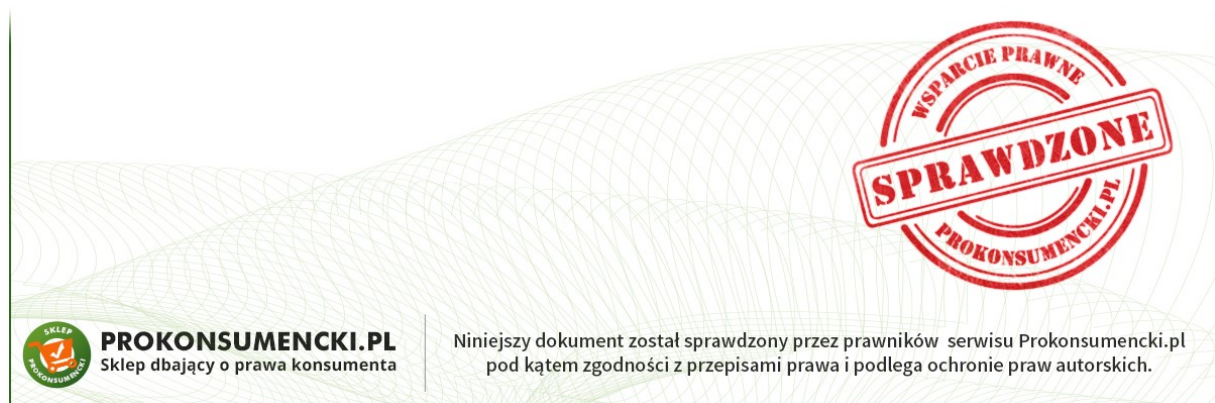 WSPARCIE PRAWNE
SPRAWDZONE
PROKONSUMENCKI.PL
SKLEP
PROKONSUMENCKI
PROKONSUMENCKI.PL
Sklep dbający o prawa konsumenta
Niniejszy dokument został sprawdzony przez prawników serwisu Prokonsumencki.pl
pod kątem zgodności z przepisami prawa i podlega ochronie praw autorskich.